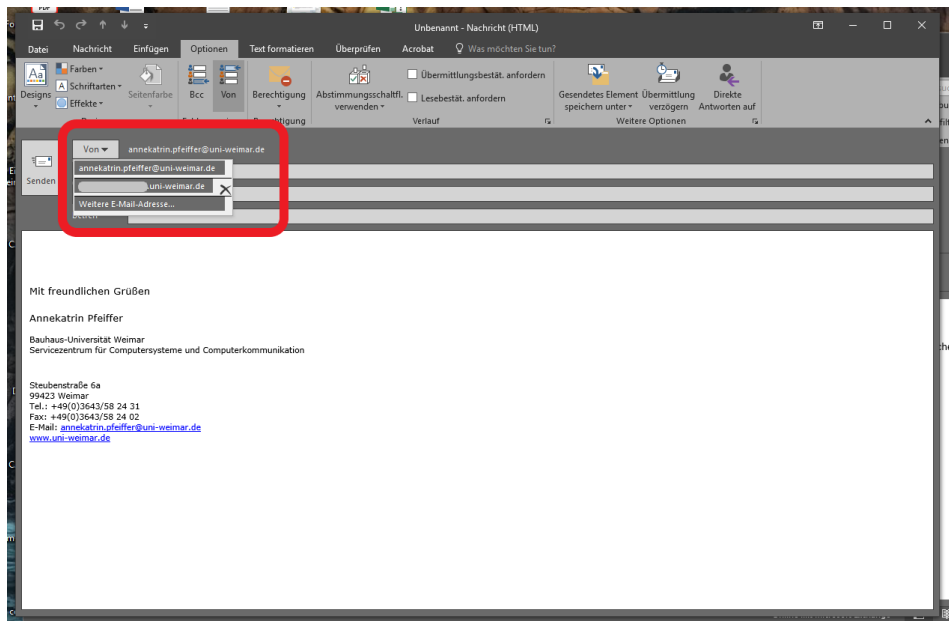 PDF
Unbenannt - Nachricht (HTML)
Datei Nachricht Einfügen Optionen Text formatieren Überprüfen Acrobat Was möchten Sie tun?
Aa Designs
Farben
A Schriftarten
Effekte
Seitenfarbe
Bcc Von
Berechtigung
Abstimmungsschaltfl. verwenden
Übermittlungsbestät. anfordern
Lesebestät. anfordern
Gesendetes Element speichern unter
Übermittlung verzögern
Direkte Antworten auf
Berechtigung Verlauf Weitere Optionen
Von annekatrin.pfeiffer@uni-weimar.de
annekatrin.pfeiffer@uni-weimar.de
Senden
.uni-weimar.de
Weitere E-Mail-Adresse...
Betreff
Mit freundlichen Grüßen
Annekatrin Pfeiffer
Bauhaus-Universität Weimar
Servicezentrum für Computersysteme und Computerkommunikation
Steubenstraße 6a
99423 Weimar
Tel.: +49(0)3643/58 24 31
Fax: +49(0)3643/58 24 02
E-Mail: annekatrin.pfeiffer@uni-weimar.de
www.uni-weimar.de